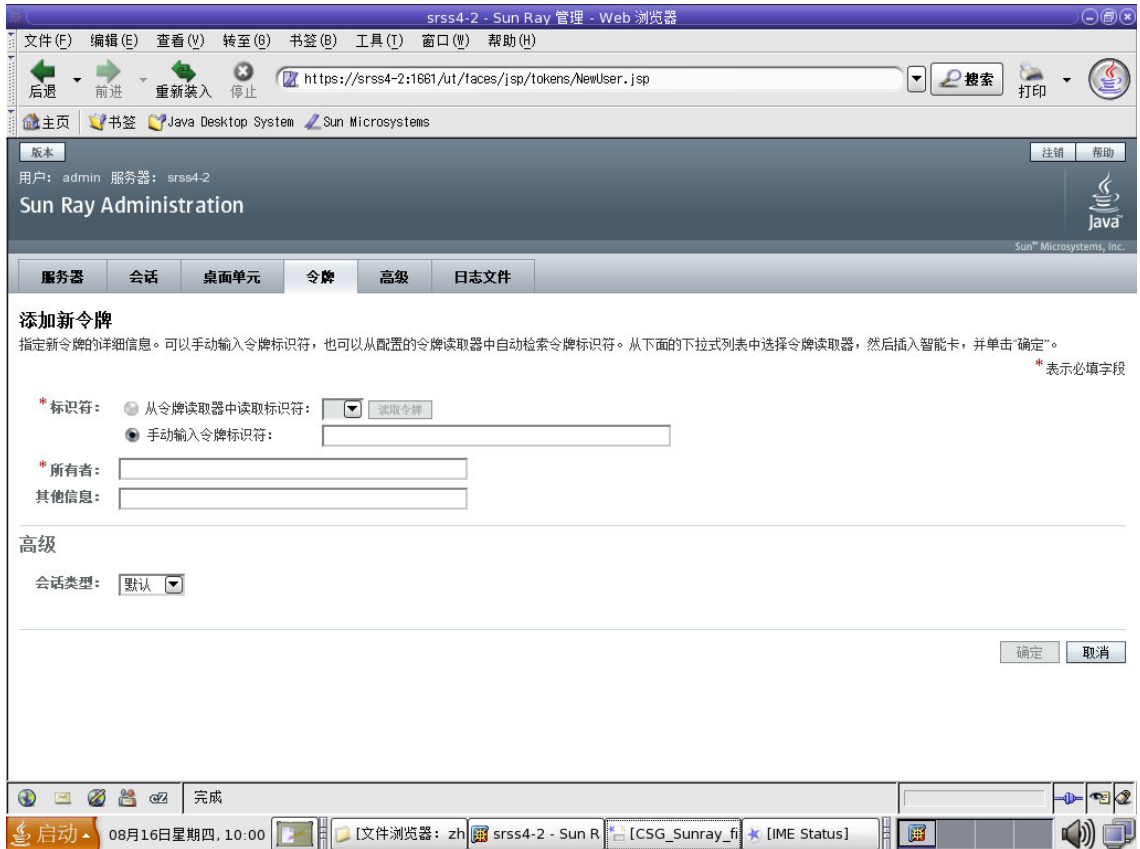 srss4-2 - Sun Ray 管理 - Web 浏览器
文件(F) 编辑(E) 查看(V) 转至(G) 书签(B) 工具(T) 窗口(W) 帮助(H)
后退 前进 重新装入 停止 https://srss4-2:1661/ut/faces/jsp/tokens/NewUser.jsp 搜索 打印
主页 书签 Java Desktop System Sun Microsystems
版本 注销 帮助
用户: admin 服务器: srss4-2
Sun Ray Administration
Java™
Sun™ Microsystems, Inc.
服务器 会话 桌面单元 令牌 高级 日志文件
添加新令牌
指定新令牌的详细信息。可以手动输入令牌标识符，也可以从配置的令牌读取器中自动检索令牌标识符。从下面的下拉式列表中选择令牌读取器，然后插入智能卡，并单击“确定”。
* 表示必填字段
* 标识符: 从令牌读取器中读取标识符: 读取令牌
手动输入令牌标识符:
* 所有者:
其他信息:
高级
会话类型: 默认
确定 取消
完成
启动 08月16日星期四, 10:00 [文件浏览器: zh srss4-2 - Sun R [CSG_Sunray_fi [IME Status]